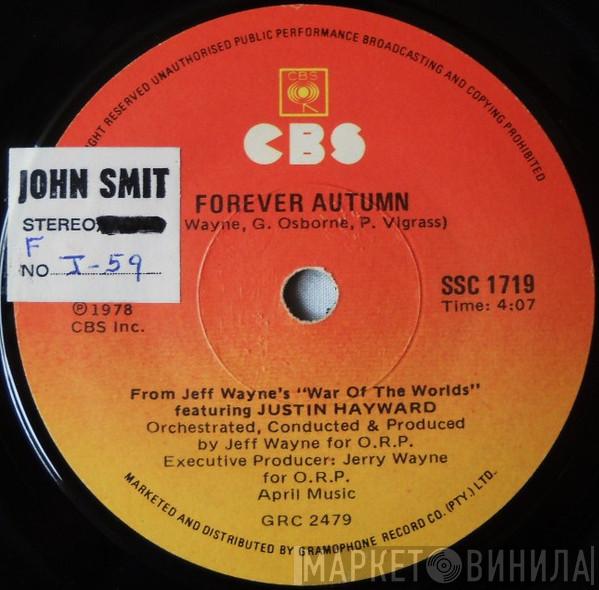 GHT RESERVED UNAUTHORISED PUBLIC PERFORMANCE BROADCASTING AND COPYING PROHIBITED
CBS
CBS
JOHN SMIT
STEREO
F
NO I-59
FOREVER AUTUMN
Wayne, G. Osborne, P. Vigrass)
SSC 1719
Time: 4:07
℗ 1978
CBS Inc.
From Jeff Wayne's "War Of The Worlds"
featuring JUSTIN HAYWARD
Orchestrated, Conducted & Produced
by Jeff Wayne for O.R.P.
Executive Producer: Jerry Wayne
for O.R.P.
April Music
GRC 2479
MARKETED AND DISTRIBUTED BY GRAMOPHONE RECORD CO. (PTY.) LTD.
МАРКЕТ ВИНИЛА